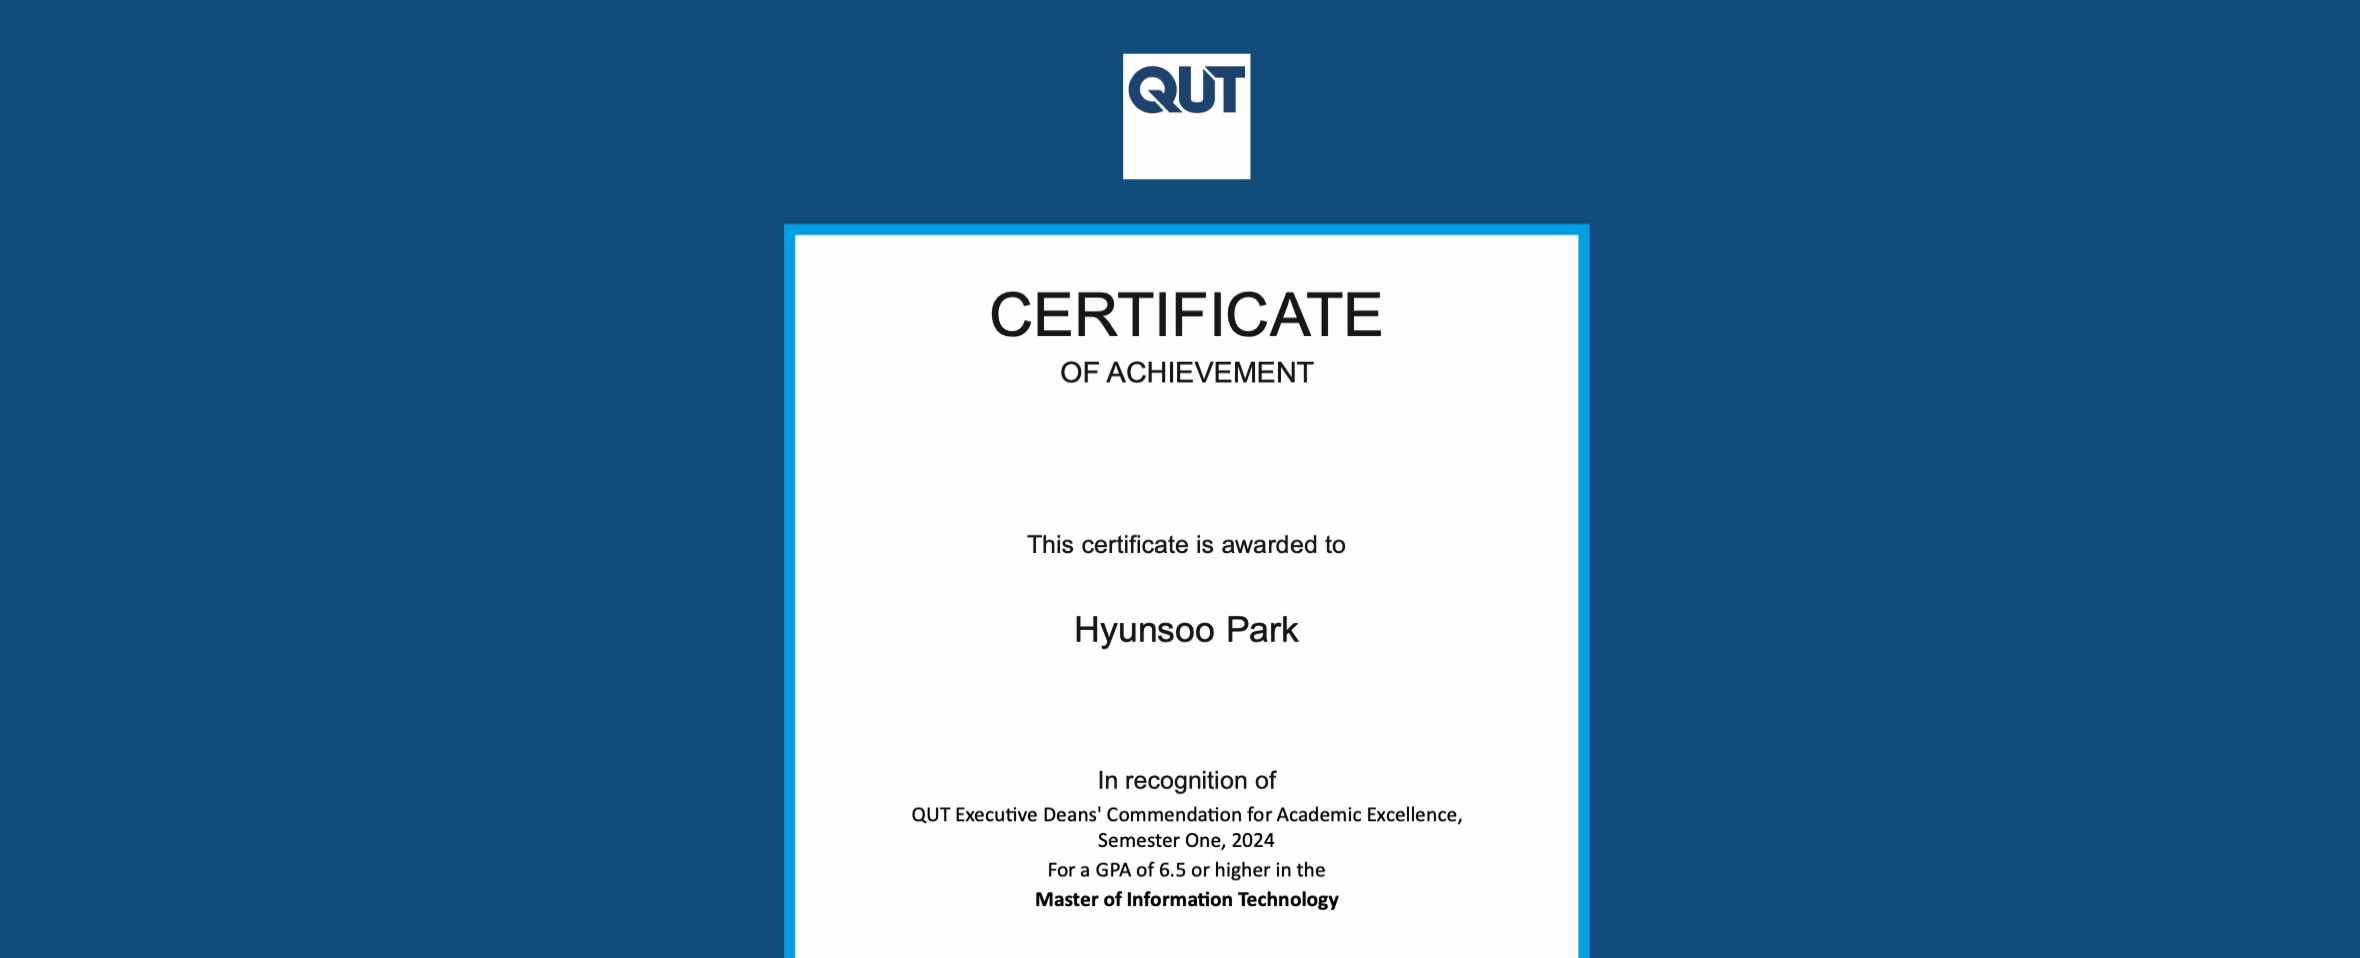 QUT
CERTIFICATE
OF ACHIEVEMENT
This certificate is awarded to
Hyunsoo Park
In recognition of
QUT Executive Deans' Commendation for Academic Excellence,
Semester One, 2024
For a GPA of 6.5 or higher in the
Master of Information Technology